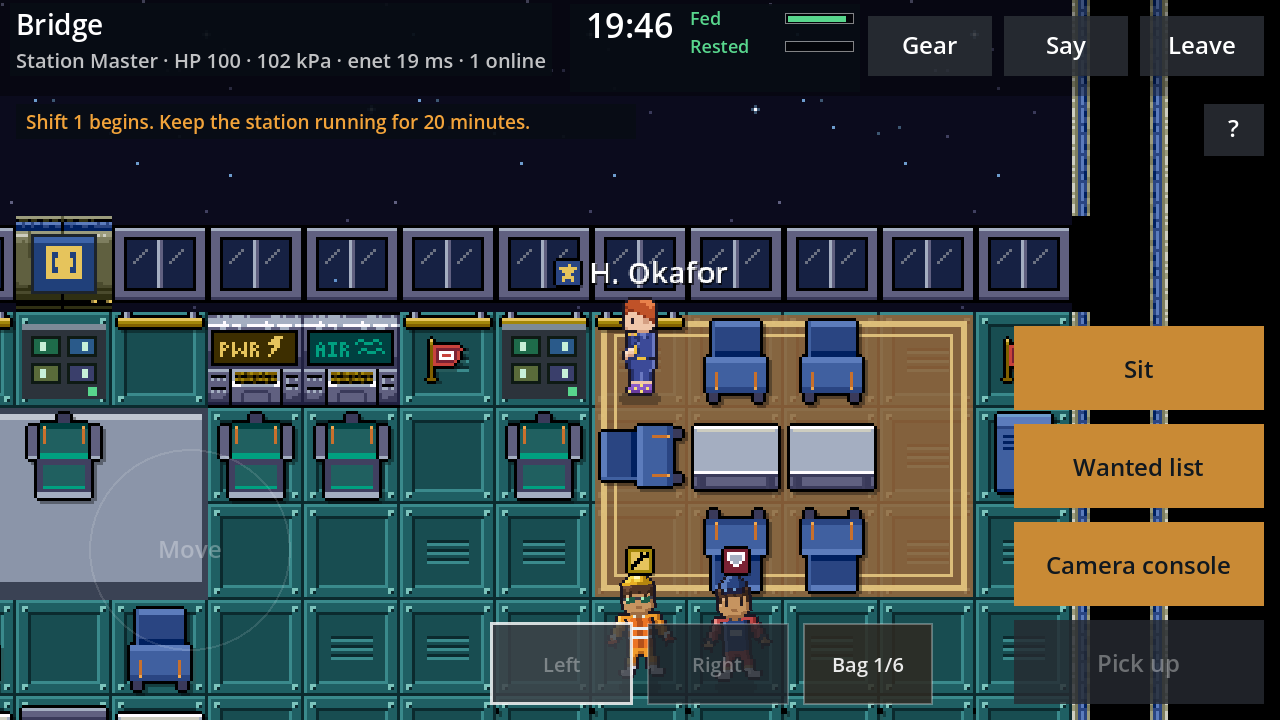 Bridge
Station Master · HP 100 · 102 kPa · enet 19 ms · 1 online
19:46
Fed
Rested
Gear
Say
Leave
Shift 1 begins. Keep the station running for 20 minutes.
?
H. Okafor
PWR
AIR
Sit
Wanted list
Camera console
Move
Left
Right
Bag 1/6
Pick up